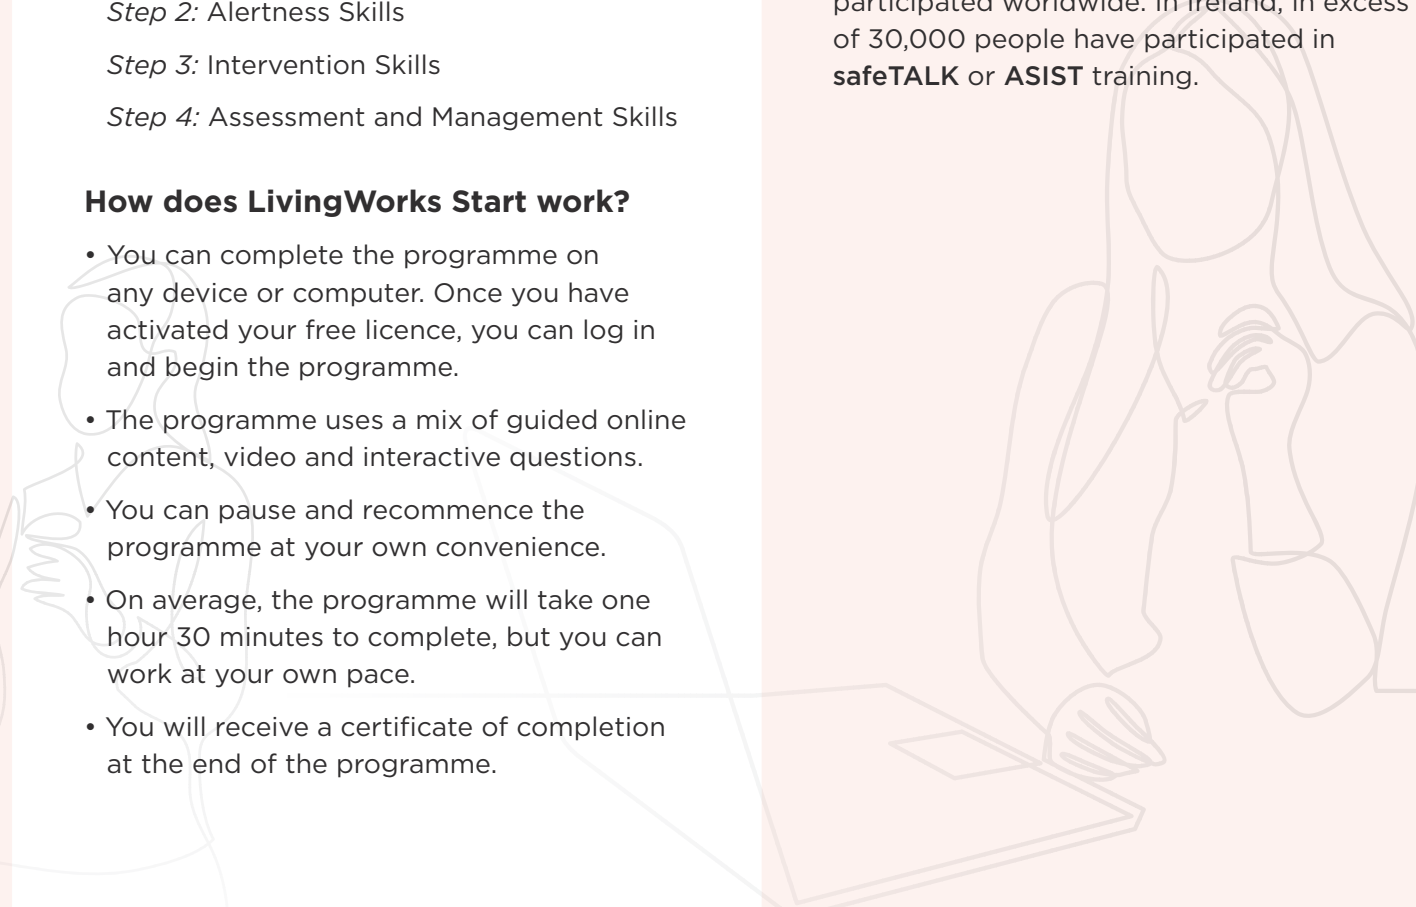 Step 2: Alertness Skills
Step 3: Intervention Skills
Step 4: Assessment and Management Skills
How does LivingWorks Start work?
• You can complete the programme on
any device or computer. Once you have
activated your free licence, you can log in
and begin the programme.
• The programme uses a mix of guided online
content, video and interactive questions.
• You can pause and recommence the
programme at your own convenience.
• On average, the programme will take one
hour 30 minutes to complete, but you can
work at your own pace.
• You will receive a certificate of completion
at the end of the programme.
participated worldwide. In Ireland, in excess
of 30,000 people have participated in
safeTALK or ASIST training.